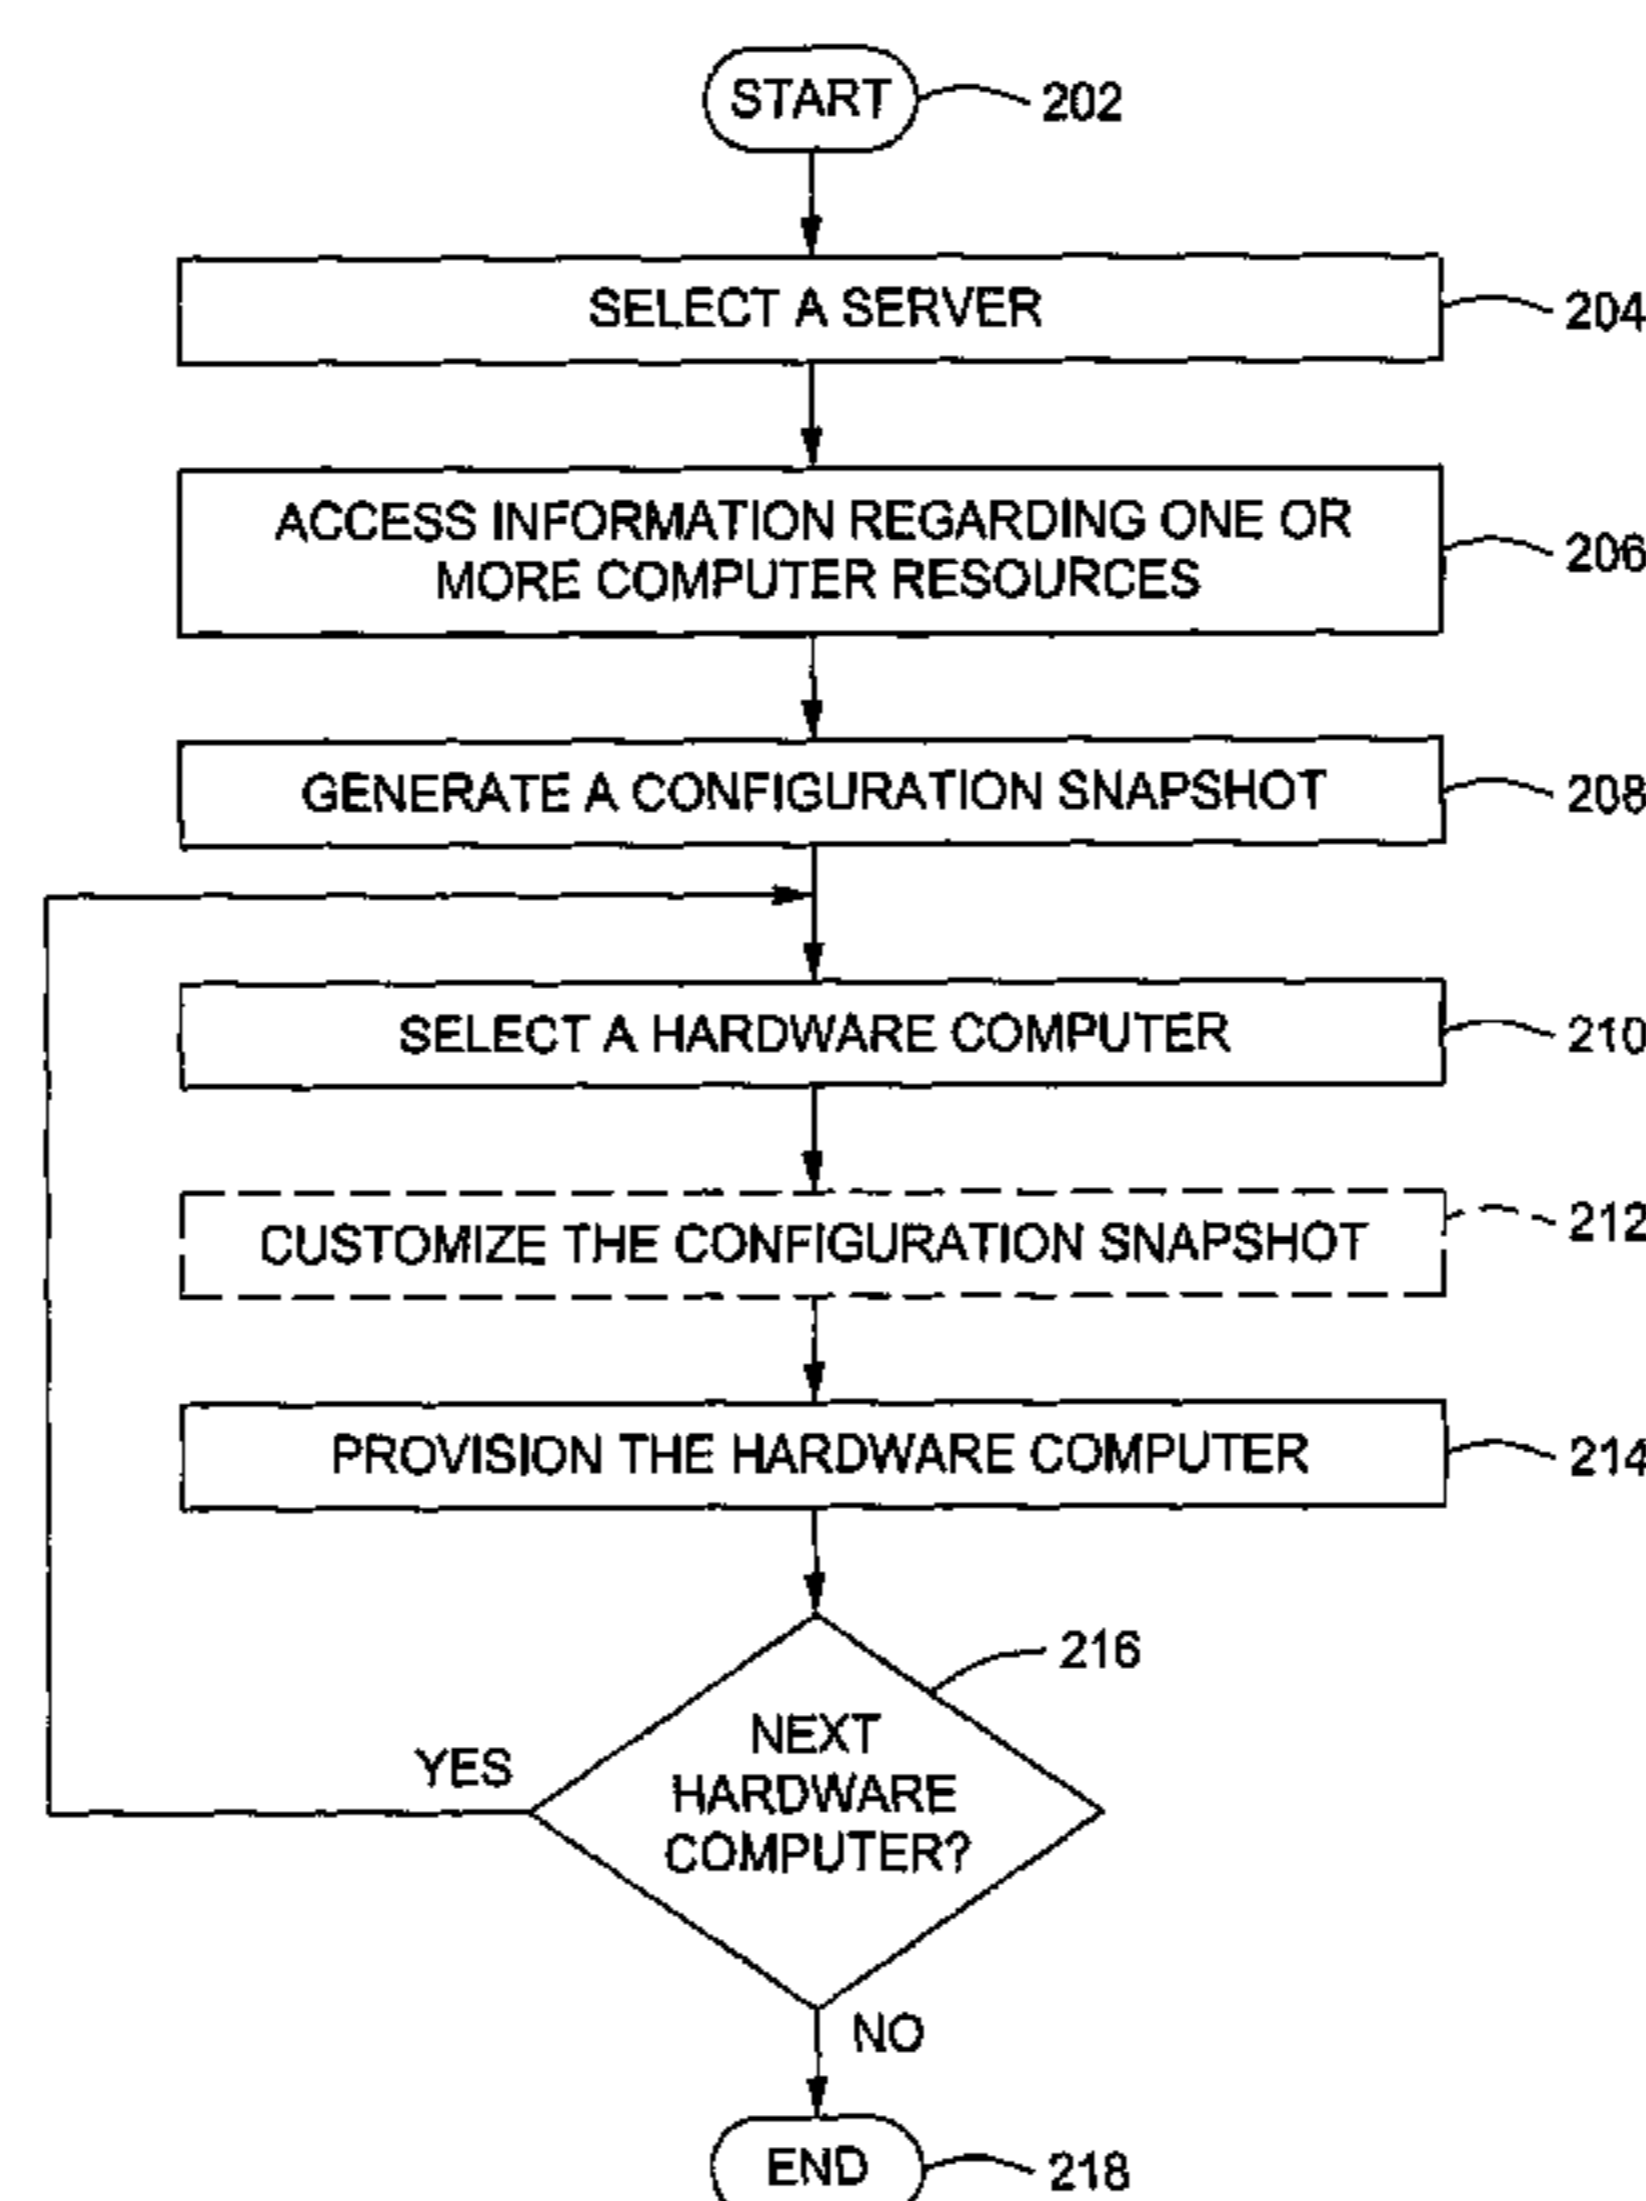 START
202
SELECT A SERVER
204
ACCESS INFORMATION REGARDING ONE OR
MORE COMPUTER RESOURCES
206
GENERATE A CONFIGURATION SNAPSHOT
208
SELECT A HARDWARE COMPUTER
210
CUSTOMIZE THE CONFIGURATION SNAPSHOT
212
PROVISION THE HARDWARE COMPUTER
214
216
NEXT
HARDWARE
COMPUTER?
YES
NO
END
218